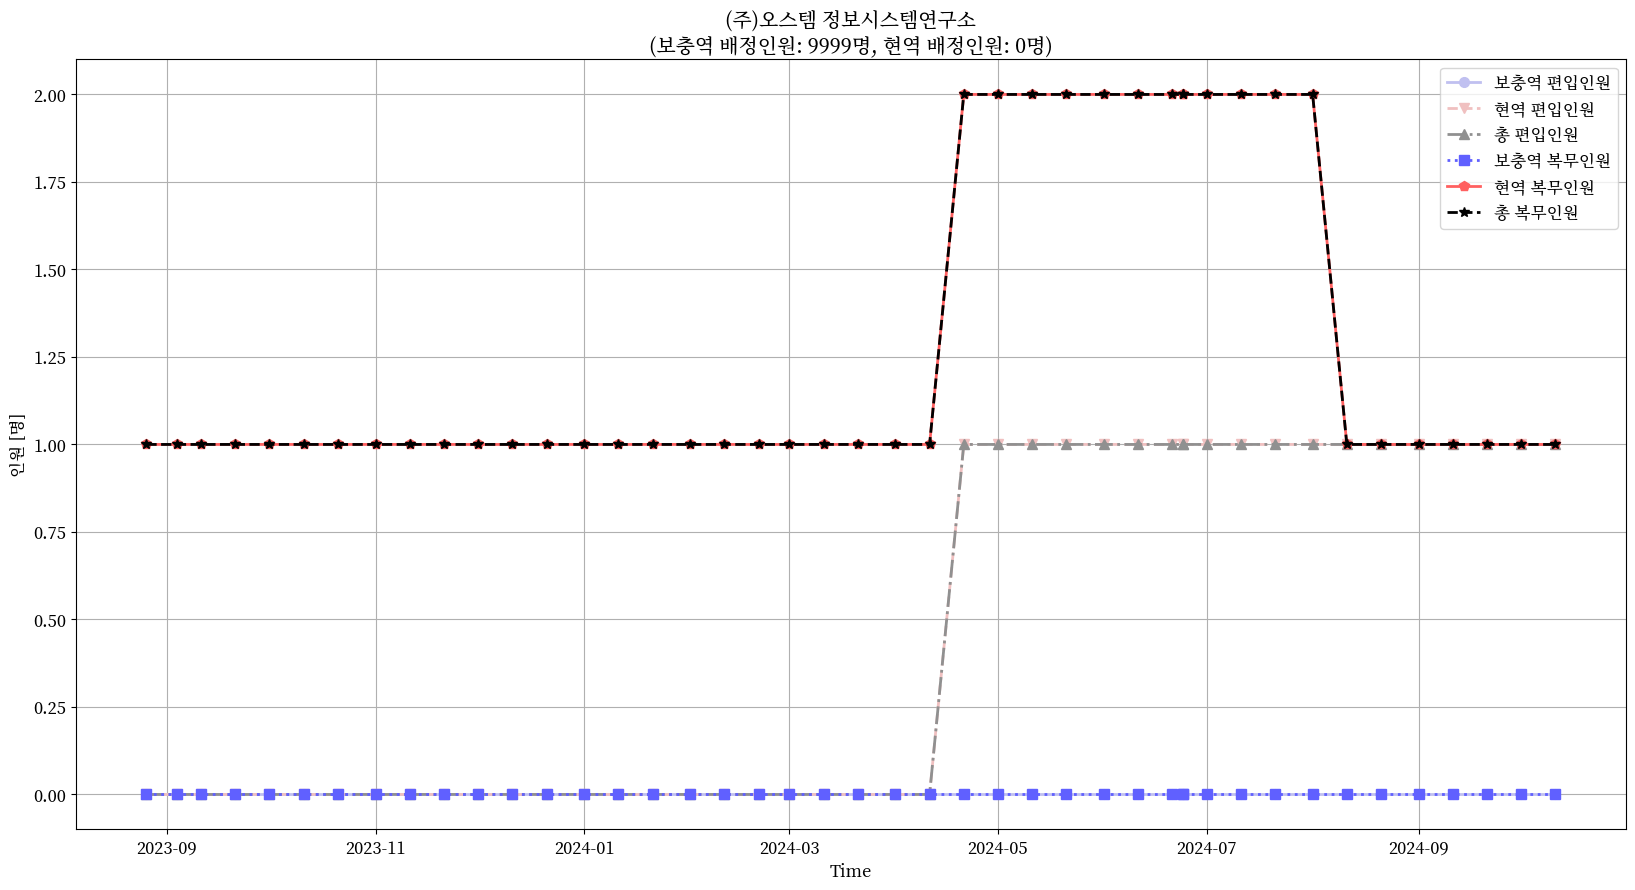 (주)오스템 정보시스템연구소
(보충역 배정인원: 9999명, 현역 배정인원: 0명)
보충역 편입인원
현역 편입인원
총 편입인원
보충역 복무인원
현역 복무인원
총 복무인원
인원 [명]
2.00
1.75
1.50
1.25
1.00
0.75
0.50
0.25
0.00
2023-09
2023-11
2024-01
2024-03
2024-05
2024-07
2024-09
Time